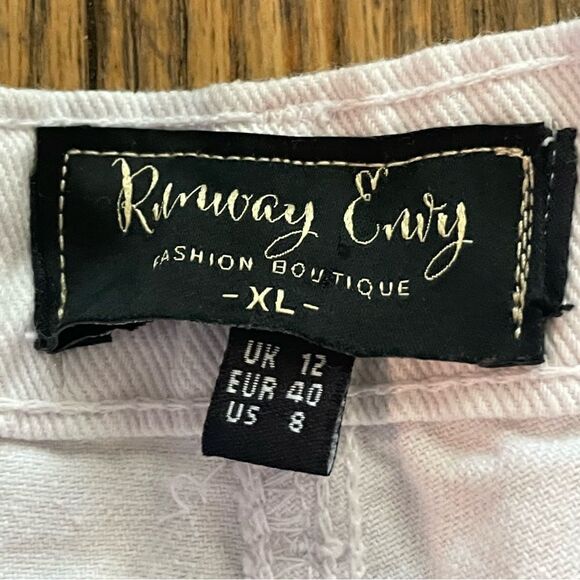 Runway Envy
FASHION BOUTIQUE
- XL -
UK 12
EUR 40
US 8